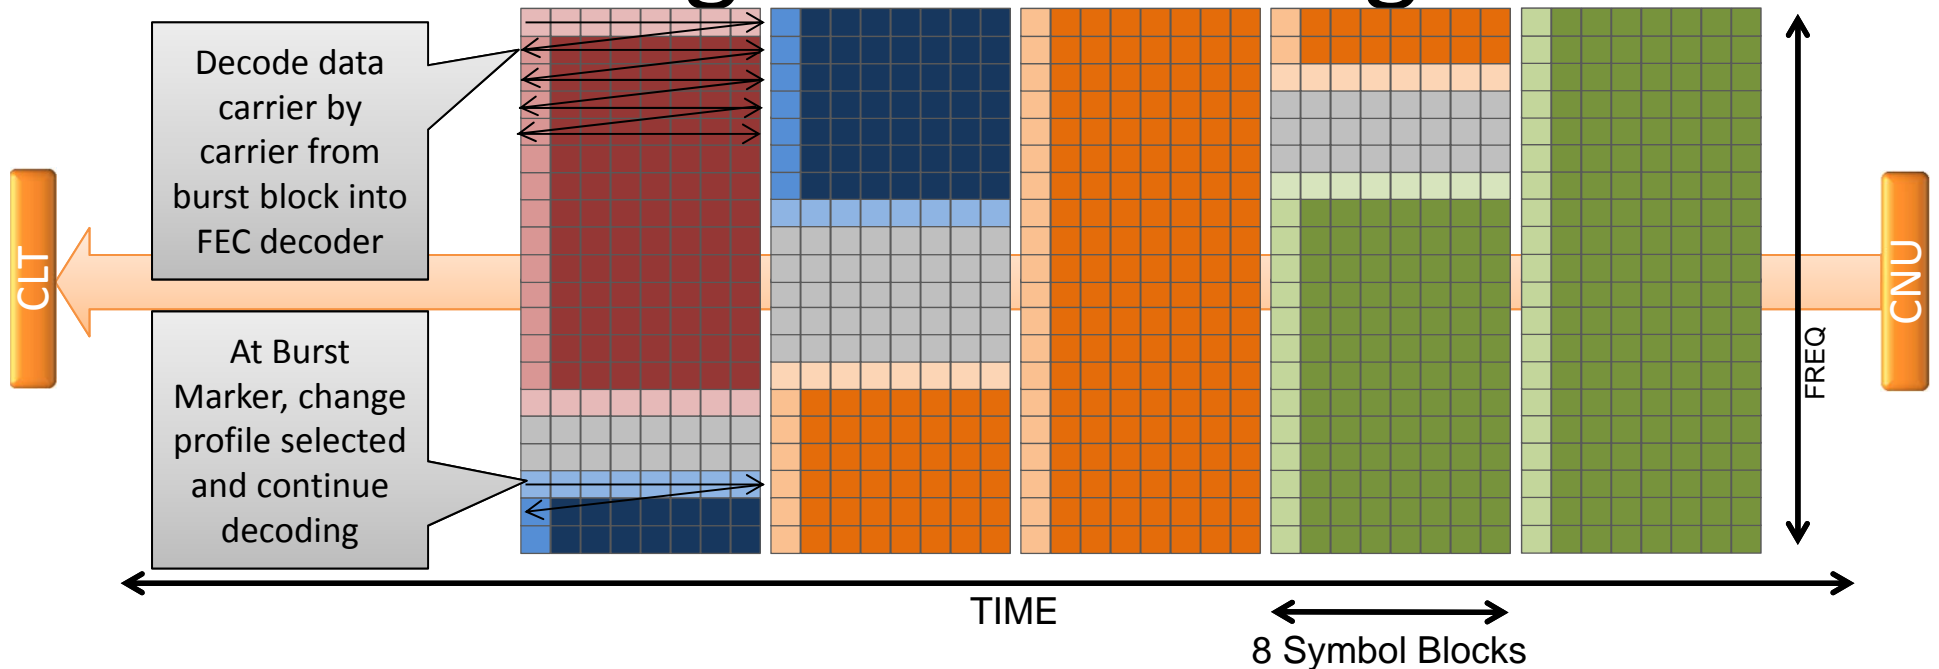 Decode data
carrier by
carrier from
burst block into
FEC decoder
CLT
At Burst
Marker, change
profile selected
and continue
decoding
CNU
FREQ
TIME
8 Symbol Blocks